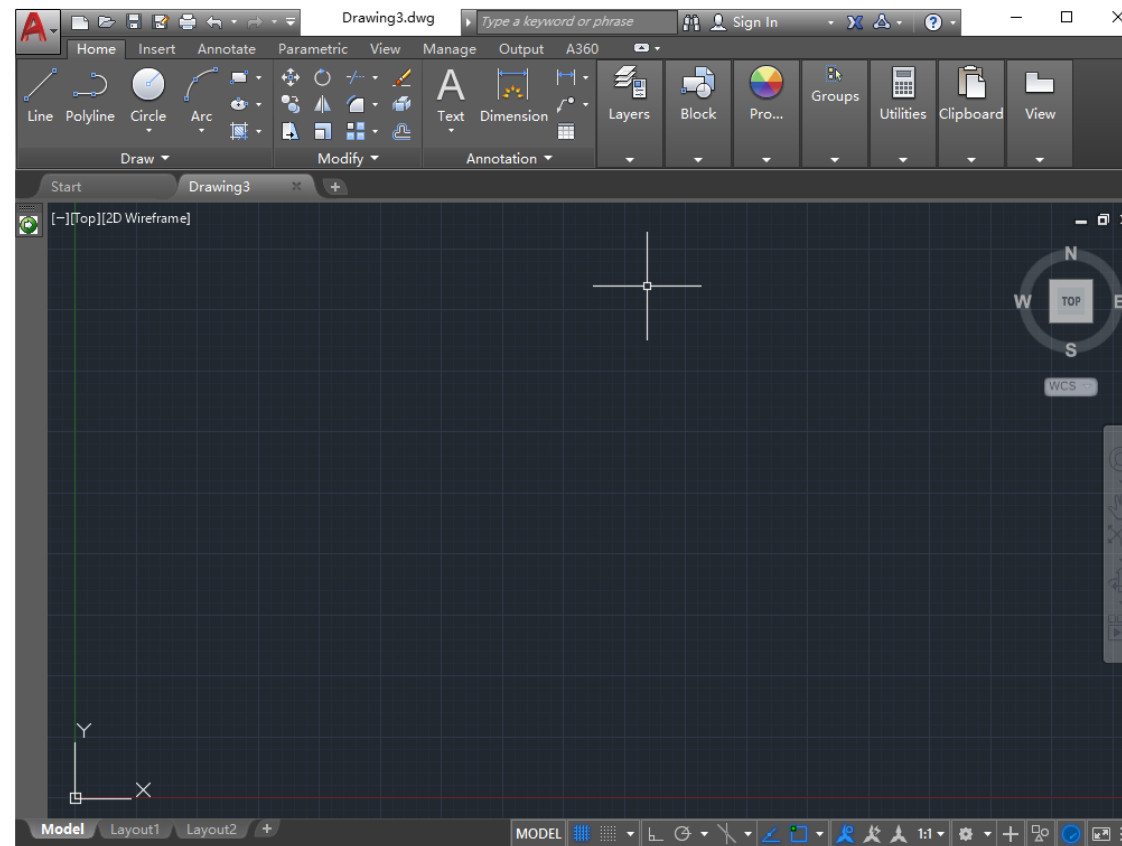 Drawing3.dwg
Type a keyword or phrase
Sign In
Home Insert Annotate Parametric View Manage Output A360
Line Polyline Circle Arc
Text Dimension
Layers Block Pro... Groups Utilities Clipboard View
Draw Modify Annotation
Start Drawing3
[−][Top][2D Wireframe]
N
W TOP E
S
WCS
Y
X
Model Layout1 Layout2
MODEL 1:1